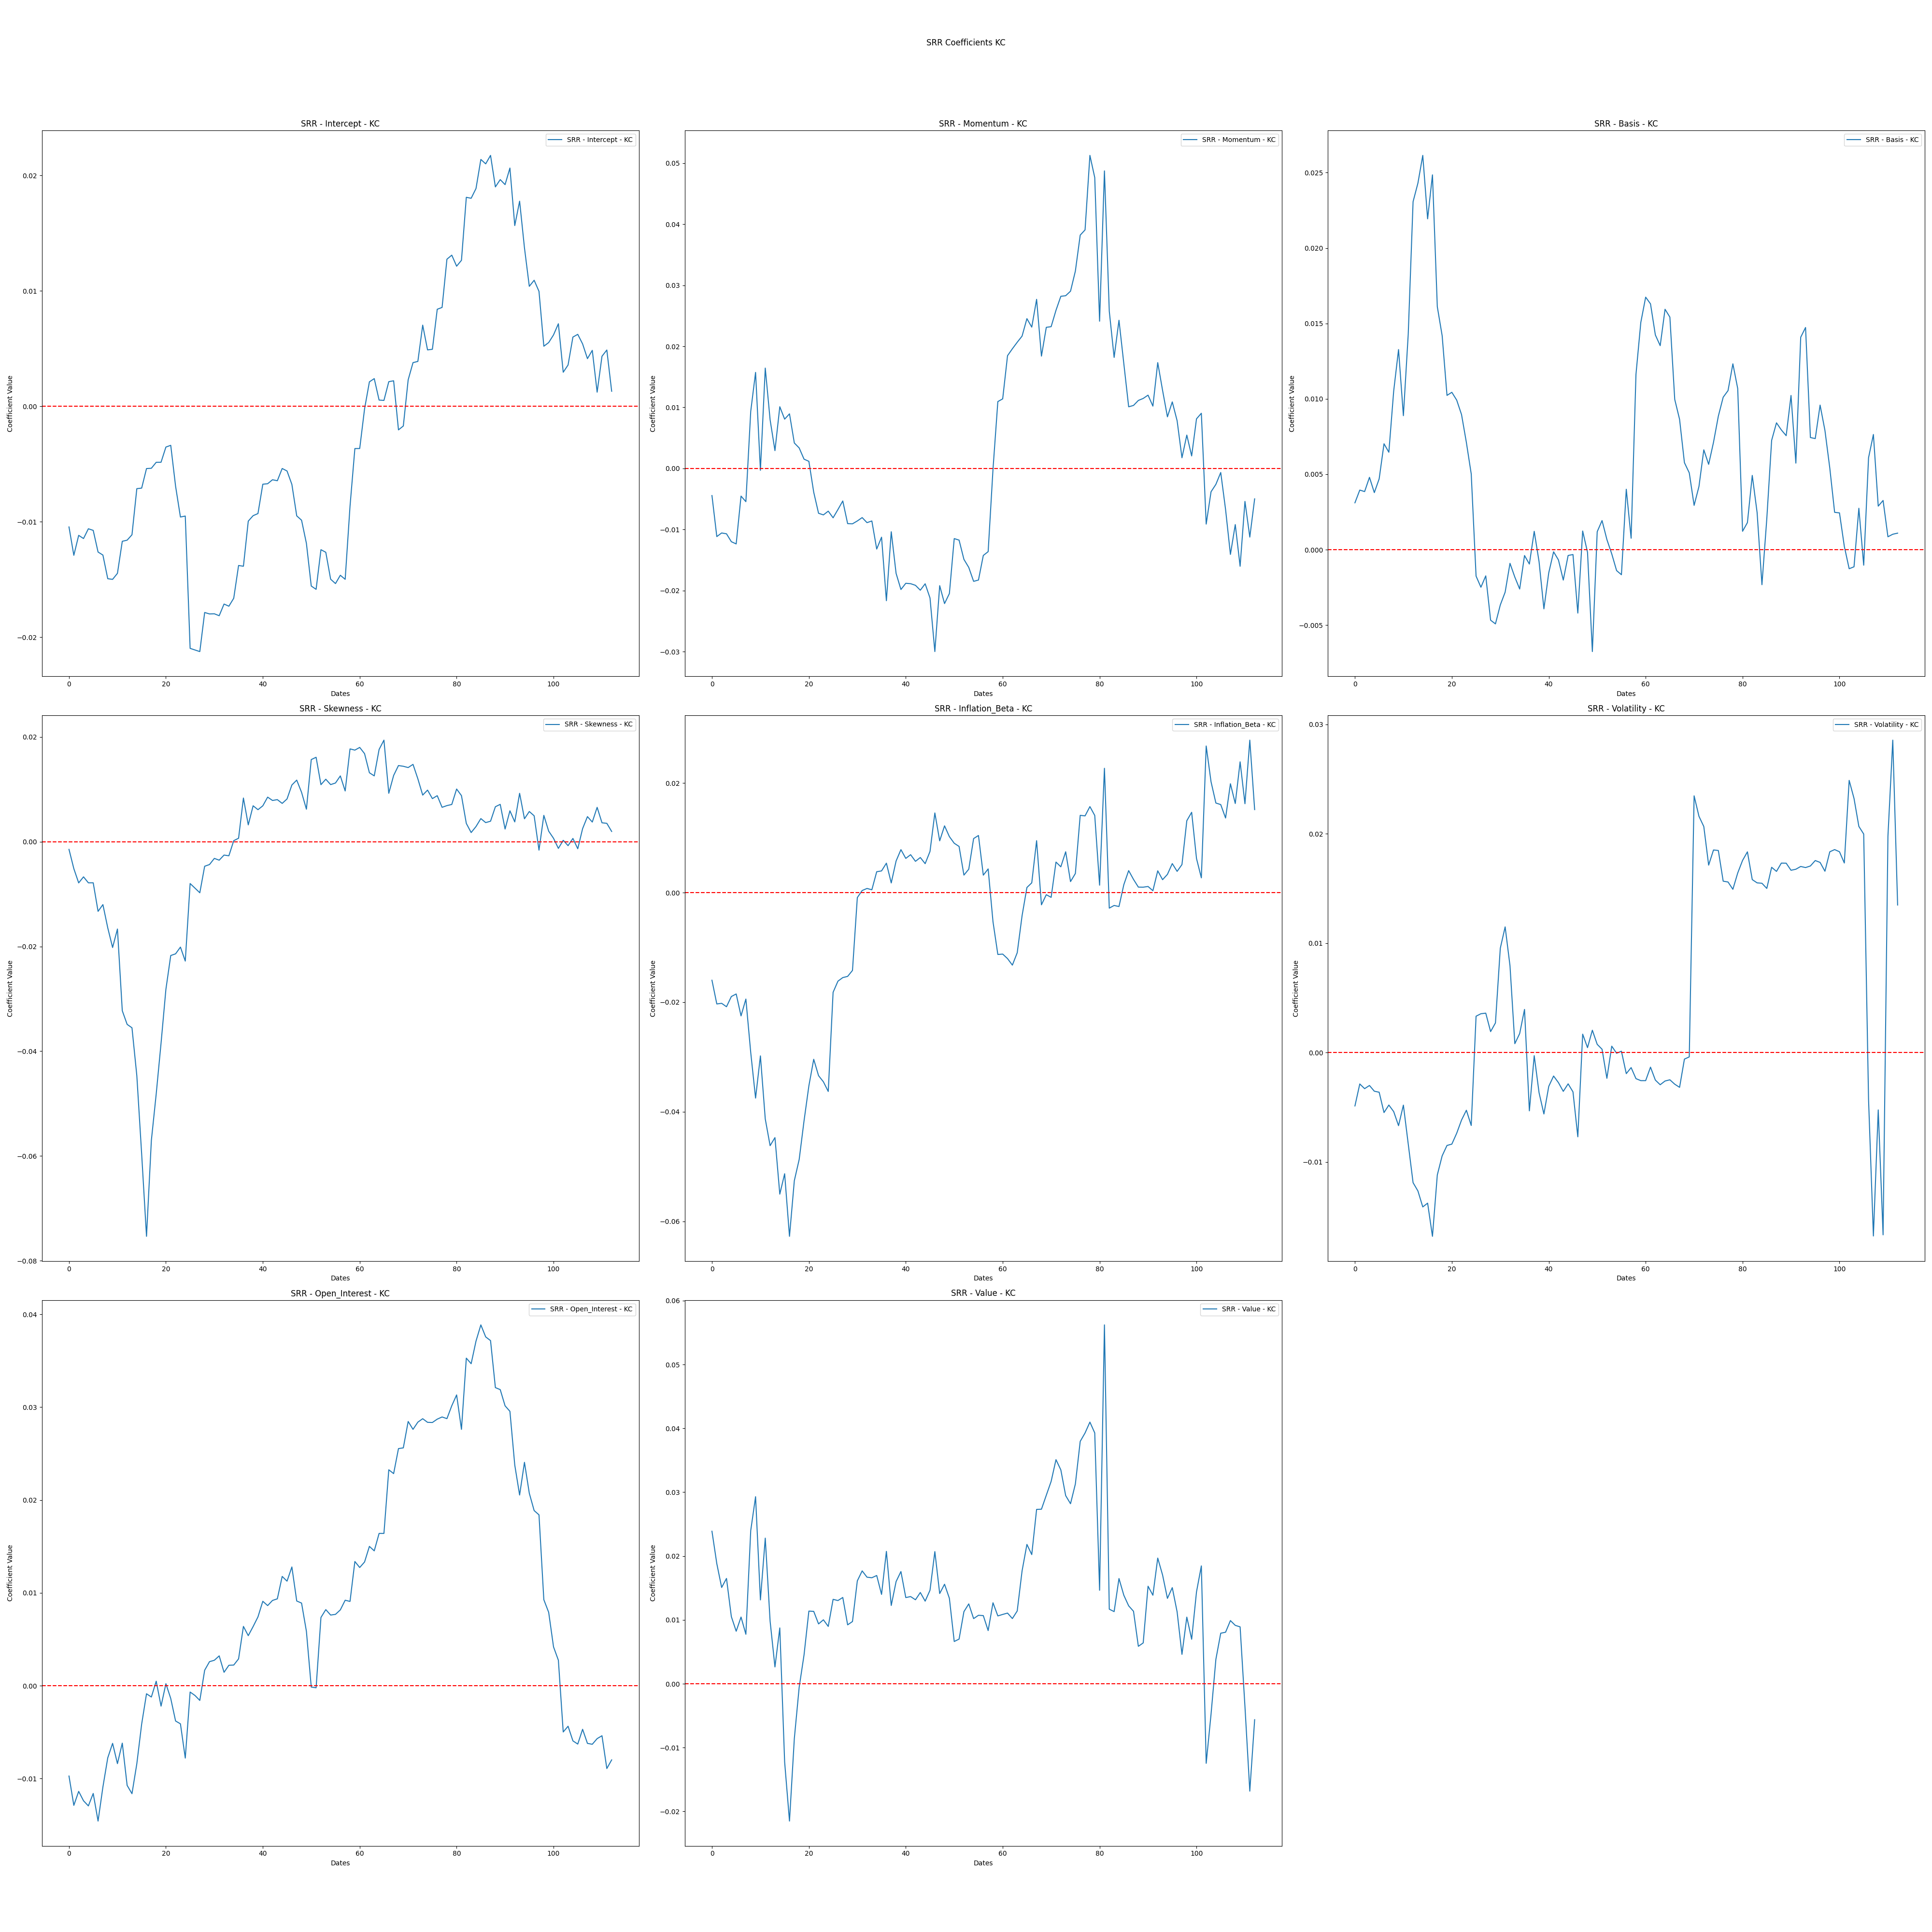 SRR Coefficients KC
SRR - Intercept - KC
SRR - Intercept - KC
Coefficient Value
0.02
0.01
0.00
−0.01
−0.02
0 20 40 60 80 100
Dates
SRR - Momentum - KC
SRR - Momentum - KC
Coefficient Value
0.05
0.04
0.03
0.02
0.01
0.00
−0.01
−0.02
−0.03
0 20 40 60 80 100
Dates
SRR - Basis - KC
SRR - Basis - KC
Coefficient Value
0.025
0.020
0.015
0.010
0.005
0.000
−0.005
0 20 40 60 80 100
Dates
SRR - Skewness - KC
SRR - Skewness - KC
Coefficient Value
0.02
0.00
−0.02
−0.04
−0.06
−0.08
0 20 40 60 80 100
Dates
SRR - Inflation_Beta - KC
SRR - Inflation_Beta - KC
Coefficient Value
0.02
0.00
−0.02
−0.04
−0.06
0 20 40 60 80 100
Dates
SRR - Volatility - KC
SRR - Volatility - KC
Coefficient Value
0.03
0.02
0.01
0.00
−0.01
0 20 40 60 80 100
Dates
SRR - Open_Interest - KC
SRR - Open_Interest - KC
Coefficient Value
0.04
0.03
0.02
0.01
0.00
−0.01
0 20 40 60 80 100
Dates
SRR - Value - KC
SRR - Value - KC
Coefficient Value
0.06
0.05
0.04
0.03
0.02
0.01
0.00
−0.01
−0.02
0 20 40 60 80 100
Dates